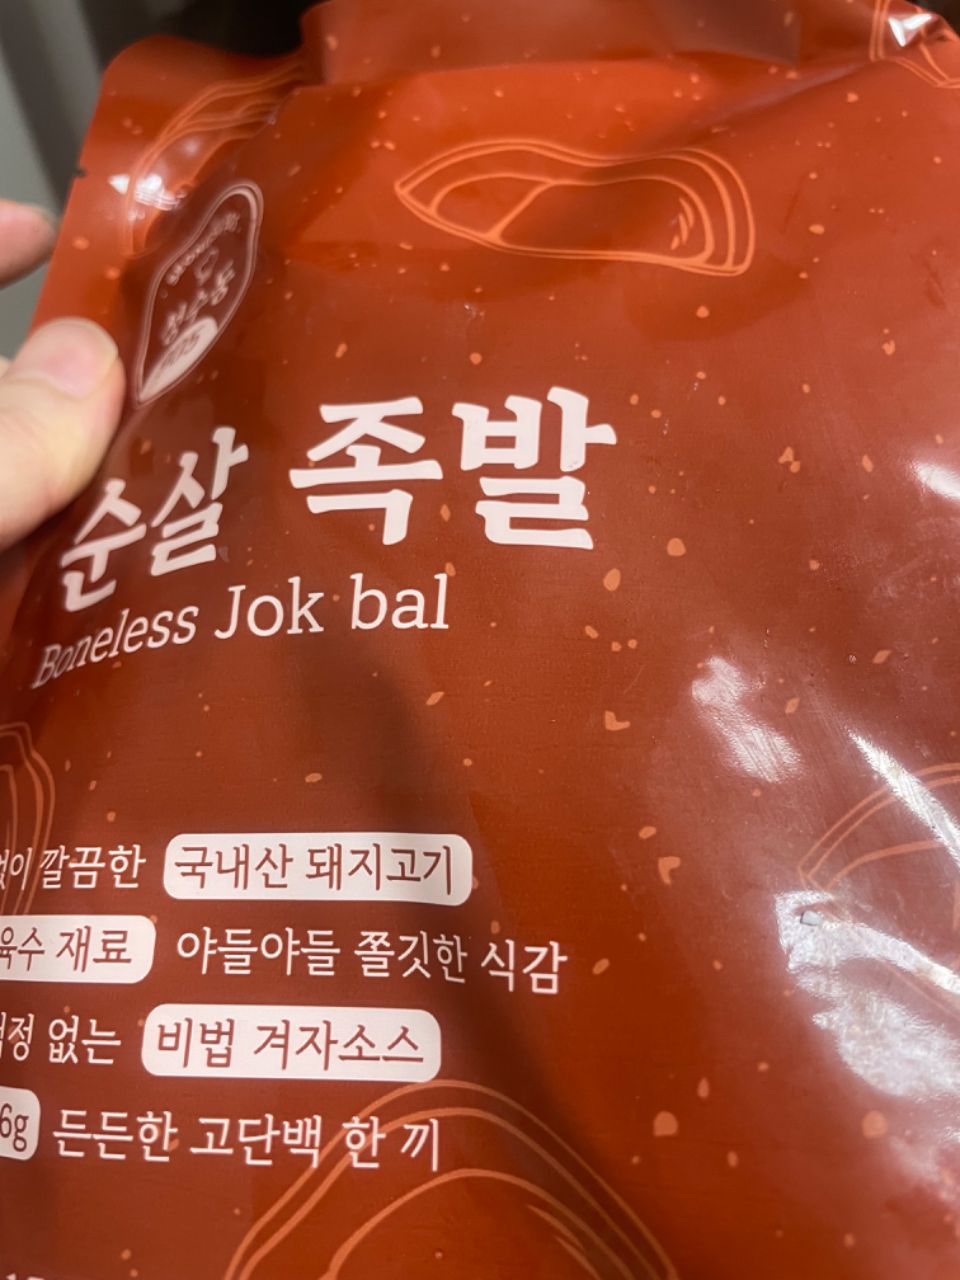 순살 족발
Boneless Jok bal
깔끔한 국내산 돼지고기
육수 재료 야들야들 쫄깃한 식감
없는 비법 겨자소스
6g 든든한 고단백 한 끼